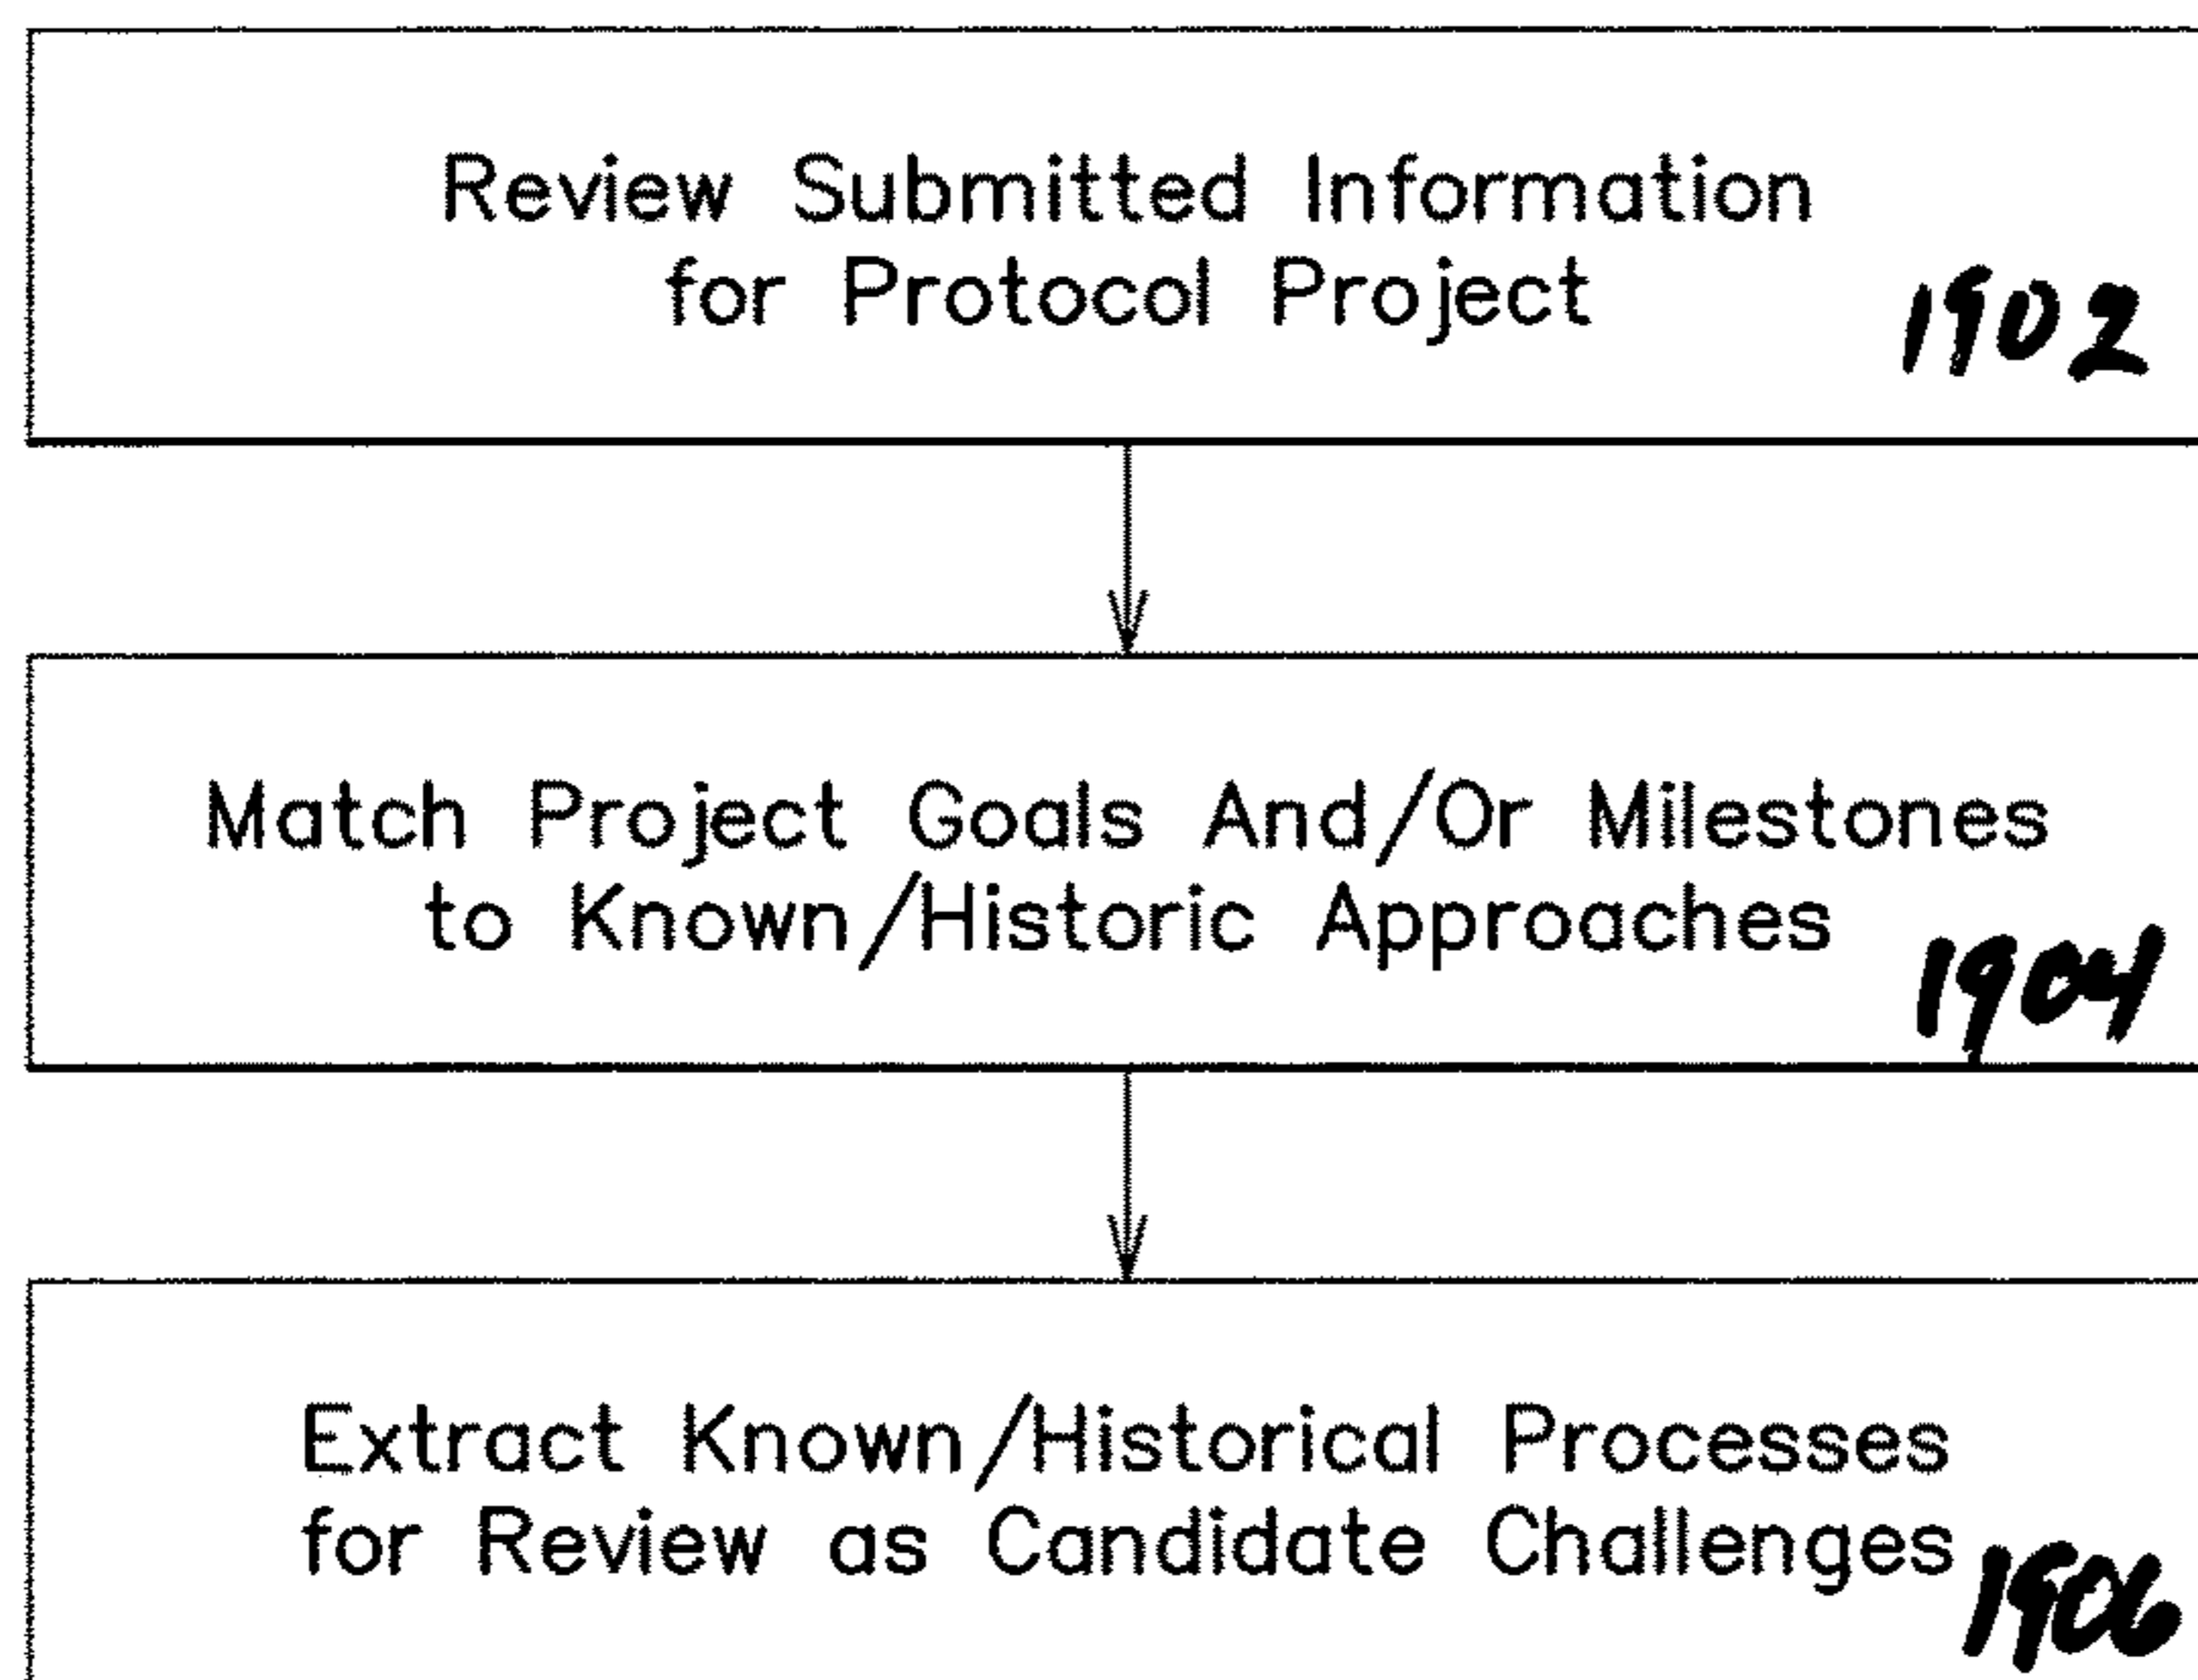 Review Submitted Information
for Protocol Project
1902
Match Project Goals And/Or Milestones
to Known/Historic Approaches
1904
Extract Known/Historical Processes
for Review as Candidate Challenges
1906